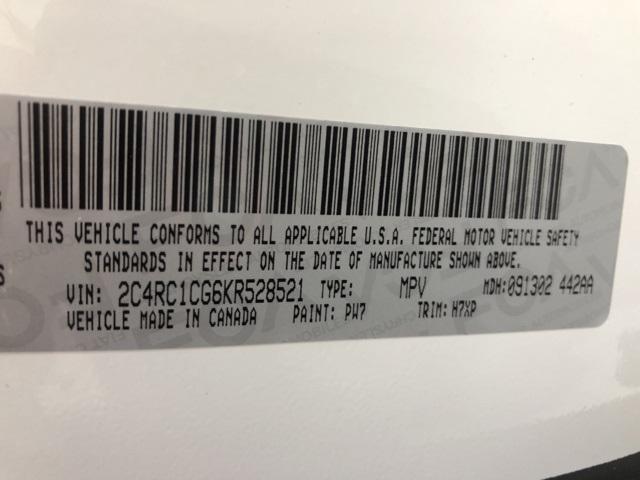 THIS VEHICLE CONFORMS TO ALL APPLICABLE U.S.A. FEDERAL MOTOR VEHICLE SAFETY
STANDARDS IN EFFECT ON THE DATE OF MANUFACTURE SHOWN ABOVE.
VIN: 2C4RC1CG6KR528521 TYPE: MPV MDH:091302 442AA
VEHICLE MADE IN CANADA PAINT: PW7 TRIM: H7XP